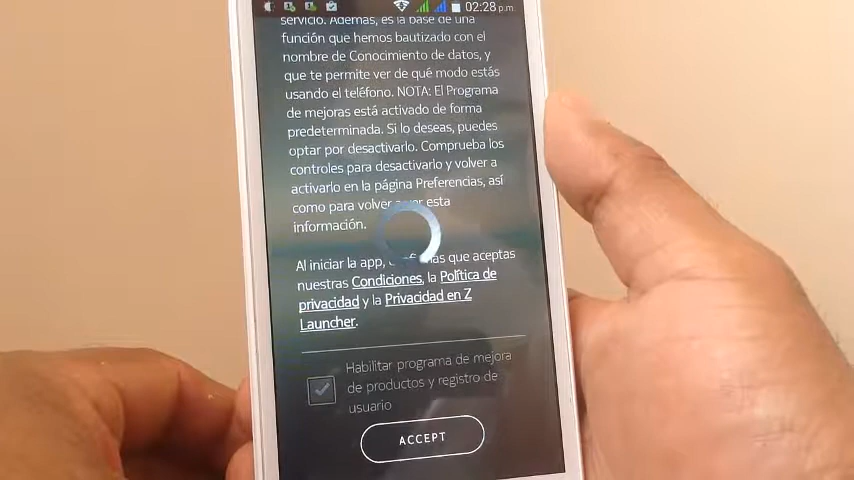 02:28 p.m.
servicio. Además, es la base de una
función que hemos bautizado con el
nombre de Conocimiento de datos, y
que te permite ver de qué modo estás
usando el teléfono. NOTA: El Programa
de mejoras está activado de forma
predeterminada. Si lo deseas, puedes
optar por desactivarlo. Comprueba los
controles para desactivarlo y volver a
activarlo en la página Preferencias, así
como para volver a ver esta
información.
Al iniciar la app, que aceptas
nuestras Condiciones, la Política de
privacidad y la Privacidad en Z
Launcher.
Habilitar programa de mejora
de productos y registro de
usuario
ACCEPT